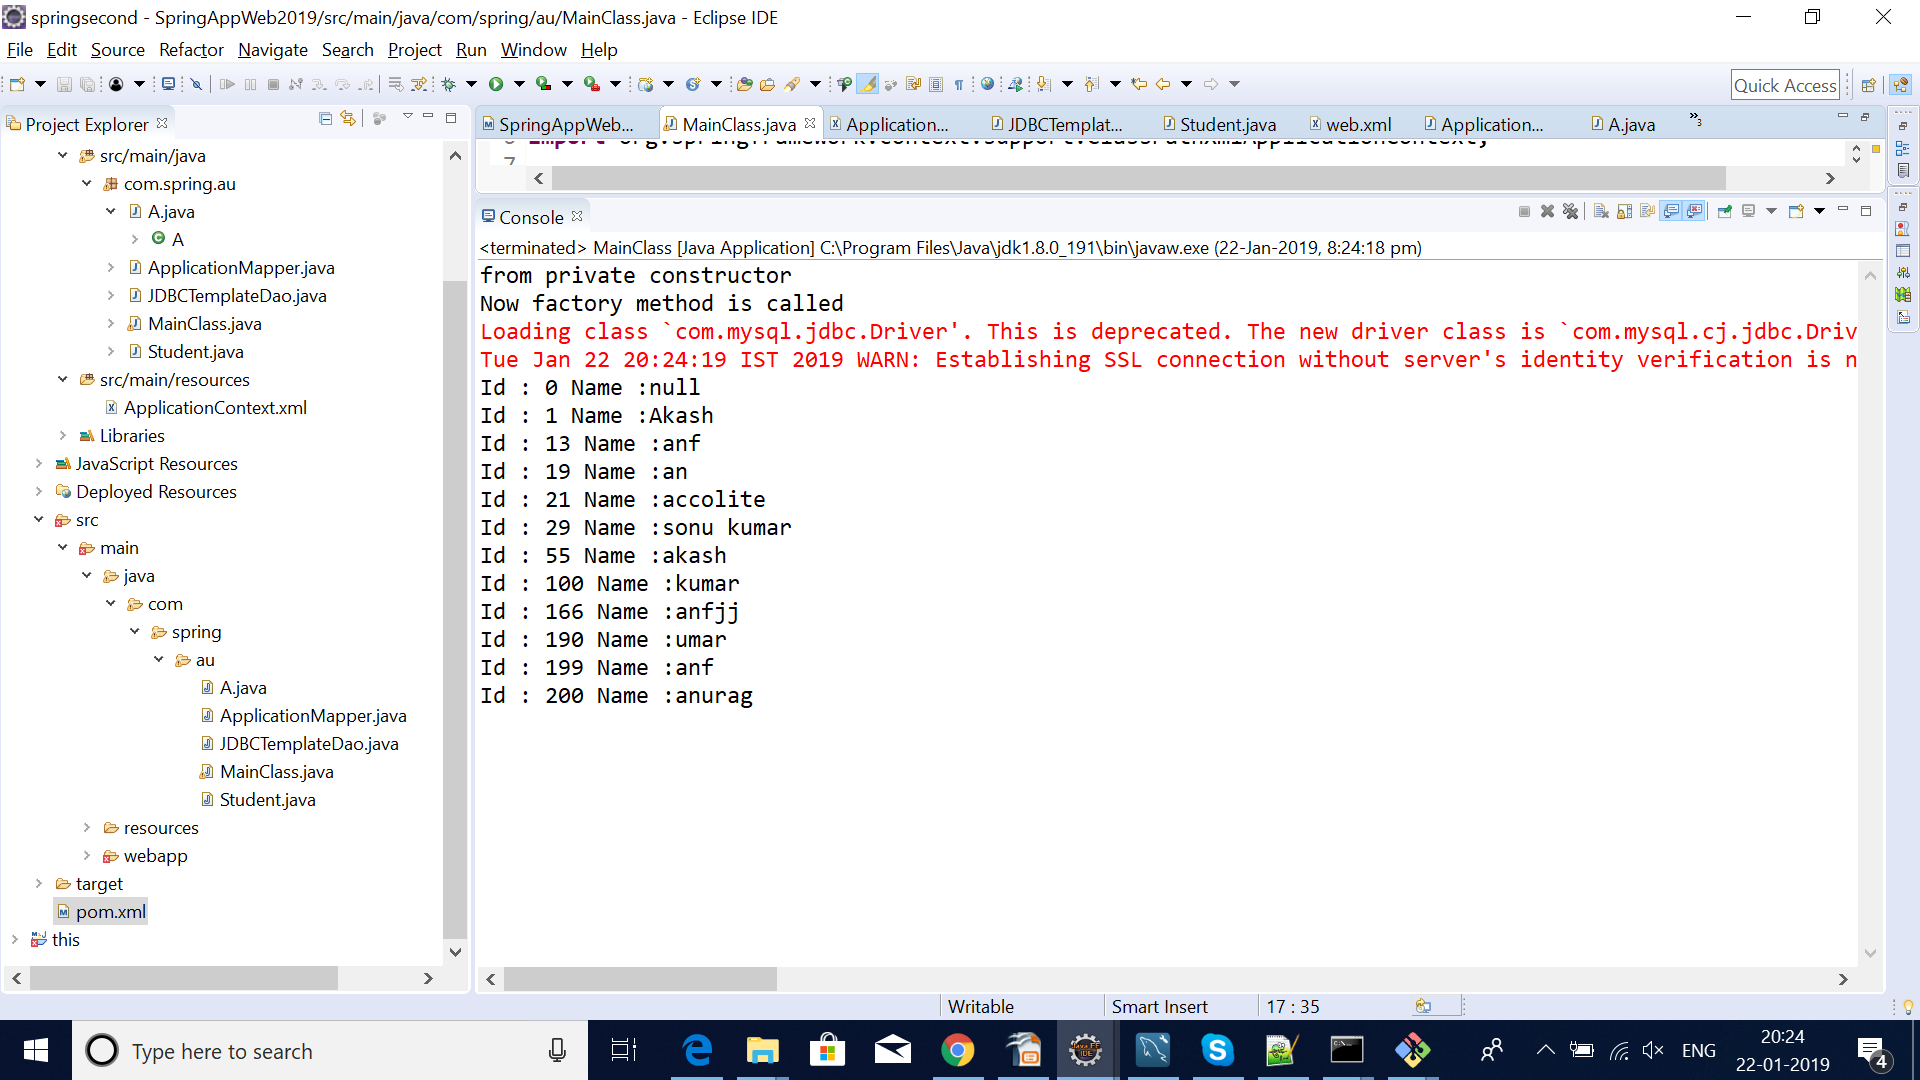 springsecond - SpringAppWeb2019/src/main/java/com/spring/au/MainClass.java - Eclipse IDE
File Edit Source Refactor Navigate Search Project Run Window Help
Quick Access
Project Explorer
src/main/java
com.spring.au
A.java
A
ApplicationMapper.java
JDBCTemplateDao.java
MainClass.java
Student.java
src/main/resources
ApplicationContext.xml
Libraries
JavaScript Resources
Deployed Resources
src
main
java
com
spring
au
A.java
ApplicationMapper.java
JDBCTemplateDao.java
MainClass.java
Student.java
resources
webapp
target
pom.xml
this
SpringAppWeb... MainClass.java Application... JDBCTemplat... Student.java web.xml Application... A.java 3
import org.springframework.context.support.ClassPathXmlApplicationContext;
7
Console
<terminated> MainClass [Java Application] C:\Program Files\Java\jdk1.8.0_191\bin\javaw.exe (22-Jan-2019, 8:24:18 pm)
from private constructor
Now factory method is called
Loading class `com.mysql.jdbc.Driver'. This is deprecated. The new driver class is `com.mysql.cj.jdbc.Driv
Tue Jan 22 20:24:19 IST 2019 WARN: Establishing SSL connection without server's identity verification is n
Id : 0 Name :null
Id : 1 Name :Akash
Id : 13 Name :anf
Id : 19 Name :an
Id : 21 Name :accolite
Id : 29 Name :sonu kumar
Id : 55 Name :akash
Id : 100 Name :kumar
Id : 166 Name :anfjj
Id : 190 Name :umar
Id : 199 Name :anf
Id : 200 Name :anurag
Writable Smart Insert 17 : 35
Type here to search
ENG
20:24
22-01-2019
4